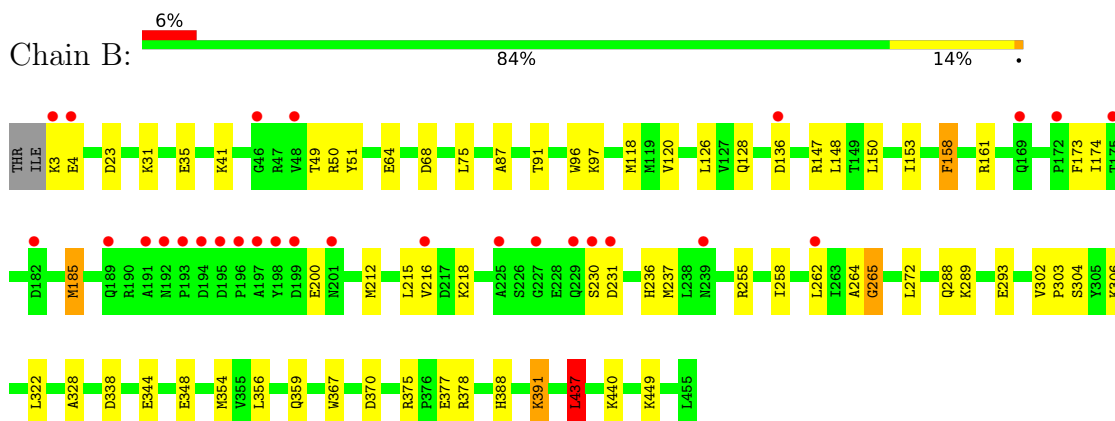 6%
Chain B:
84% 14% •
THR ILE K3 E4 D23 K31 E35 K41 G46 R47 V48 T49 R50 Y51 E64 D68 L75 A87 T91 W96 K97 M118 M119 V120 L126 V127 Q128 D136 R147 L148 T149 L150 I153 F158 R161 Q169 P172 F173 I174 T175
D182 M185 Q189 R190 A191 N192 P193 D194 D195 P196 A197 Y198 D199 E200 N201 M212 L215 V216 D217 K218 A225 S226 G227 E228 Q229 S230 D231 H236 M237 L238 N239 R255 I258 L262 I263 A264 G265 L272 Q288 K289 E293 V302 P303 S304 Y305 K306
L322 A328 D338 E344 E348 M354 V355 L356 Q359 W367 D370 R375 P376 E377 R378 H388 K391 L437 K440 K449 L455